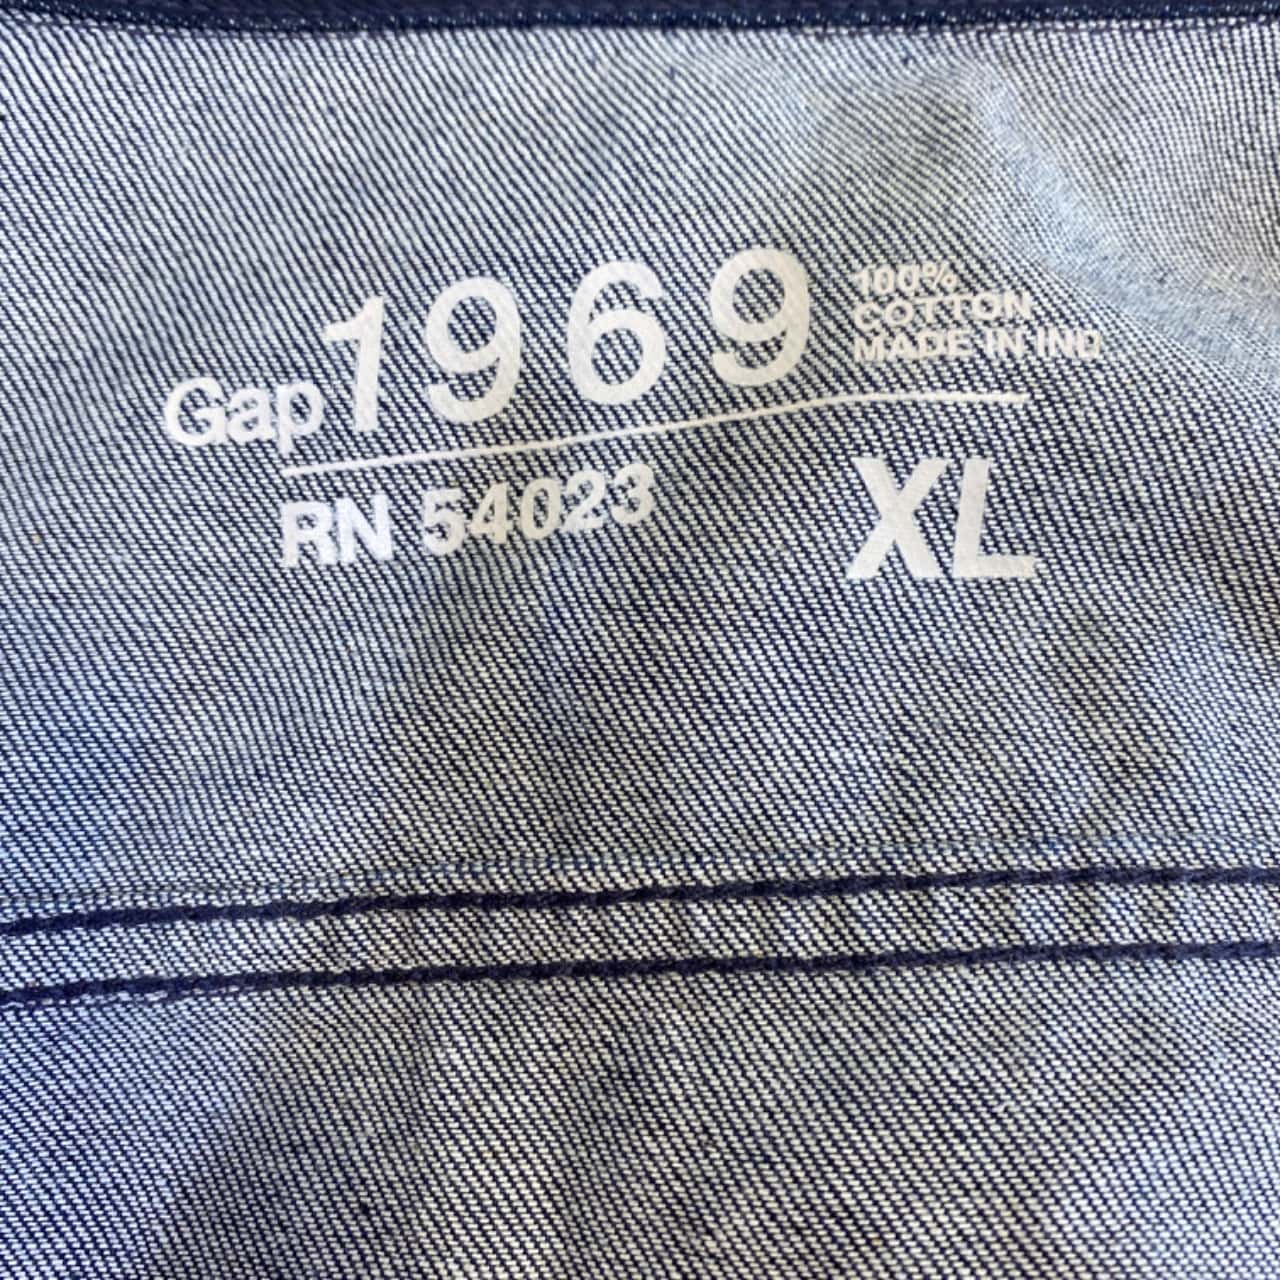 Gap 1969
100%
COTTON
MADE IN IND
RN 54023
XL